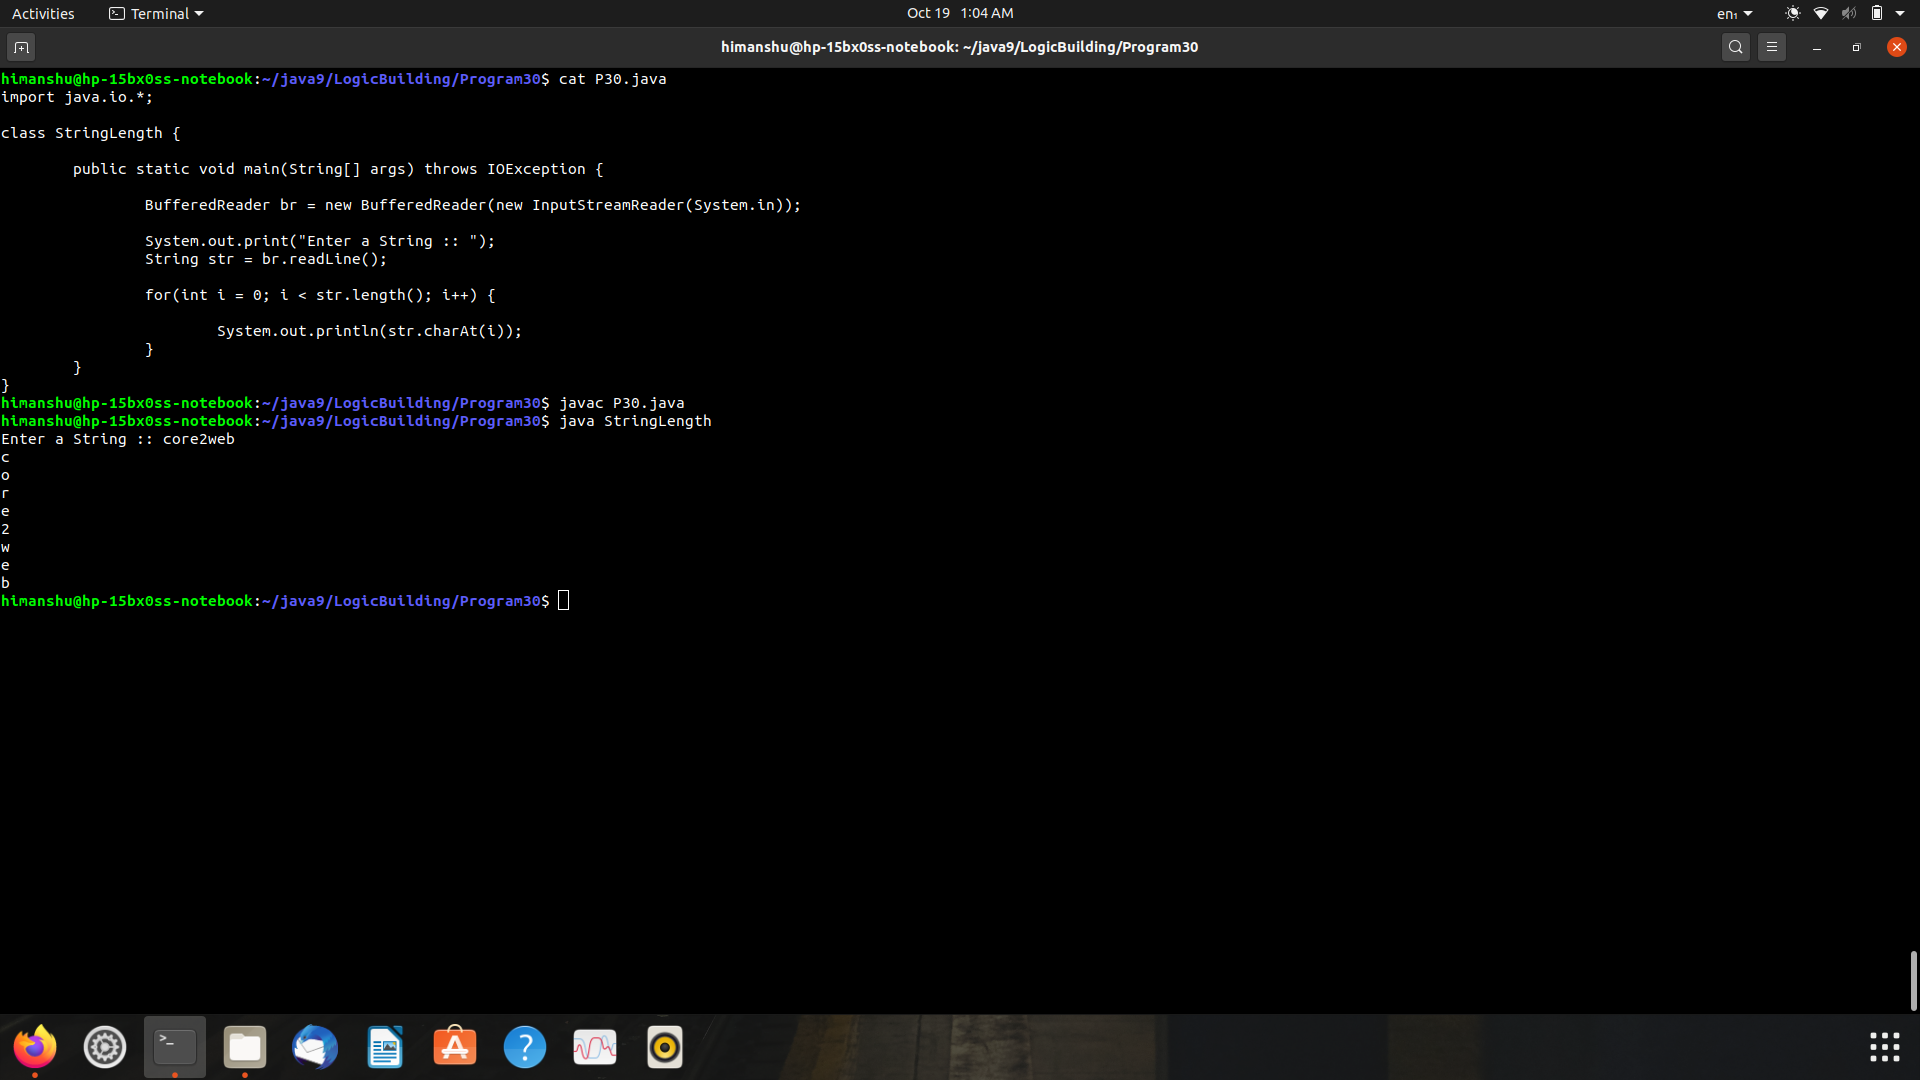 Activities Terminal Oct 19 1:04 AM en₁
himanshu@hp-15bx0ss-notebook: ~/java9/LogicBuilding/Program30
himanshu@hp-15bx0ss-notebook:~/java9/LogicBuilding/Program30$ cat P30.java
import java.io.*;
class StringLength {
public static void main(String[] args) throws IOException {
BufferedReader br = new BufferedReader(new InputStreamReader(System.in));
System.out.print("Enter a String :: ");
String str = br.readLine();
for(int i = 0; i < str.length(); i++) {
System.out.println(str.charAt(i));
}
}
}
himanshu@hp-15bx0ss-notebook:~/java9/LogicBuilding/Program30$ javac P30.java
himanshu@hp-15bx0ss-notebook:~/java9/LogicBuilding/Program30$ java StringLength
Enter a String :: core2web
c
o
r
e
2
w
e
b
himanshu@hp-15bx0ss-notebook:~/java9/LogicBuilding/Program30$